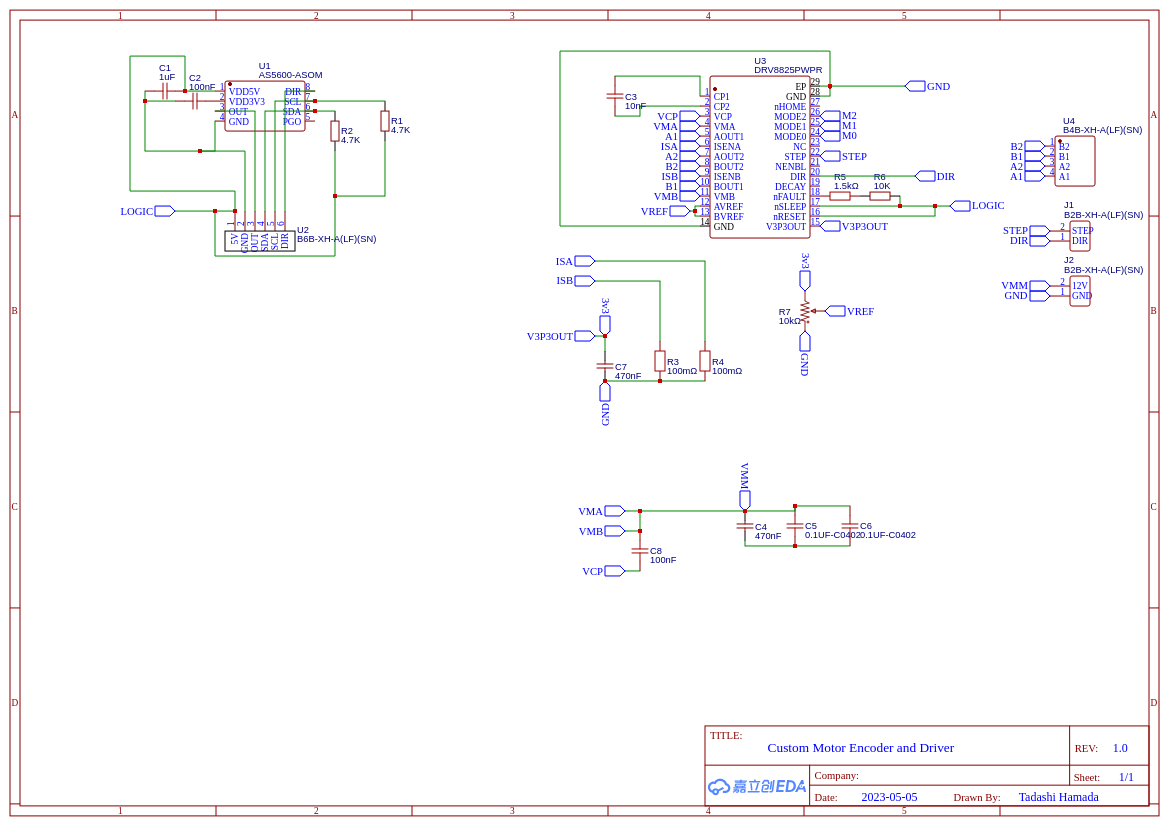 1 2 3 4 5
A
B
C
D
U1
AS5600-ASOM
C1
1uF
C2
100nF
1 VDD5V
2 VDD3V3
3 OUT
4 GND
DIR 8
SCL 7
SDA 6
PGO 5
R2
4.7K
R1
4.7K
LOGIC
1 2 3 4 5 6
5V GND OUT SDA SCL DIR
U2
B6B-XH-A(LF)(SN)
U3
DRV8825PWPR
C3
10nF
1 CP1
2 CP2
VCP 3 VCP
VMA 4 VMA
A1 5 AOUT1
ISA 6 ISENA
A2 7 AOUT2
B2 8 BOUT2
ISB 9 ISENB
B1 10 BOUT1
VMB 11 VMB
12 AVREF
VREF 13 BVREF
14 GND
EP 29 GND
GND 28
nHOME 27
MODE2 26 M2
MODE1 25 M1
MODE0 24 M0
NC 23
STEP 22 STEP
NENBL 21
DIR 20 DIR
DECAY 19
nFAULT 18
nSLEEP 17 LOGIC
nRESET 16
V3P3OUT 15 V3P3OUT
R5
1.5kΩ
R6
10K
U4
B4B-XH-A(LF)(SN)
B2 1 B2
B1 2 B1
A2 3 A2
A1 4 A1
J1
B2B-XH-A(LF)(SN)
STEP 2 STEP
DIR 1 DIR
J2
B2B-XH-A(LF)(SN)
VMM 2 12V
GND 1 GND
ISA
ISB
3v3
V3P3OUT
C7
470nF
GND
R3
100mΩ
R4
100mΩ
3v3
R7
10kΩ
VREF
GND
VMM
VMA
VMB
VCP
C8
100nF
C4
470nF
C5
0.1UF-C0402
C6
0.1UF-C0402
A
B
C
D
1 2 3 4 5
TITLE:
Custom Motor Encoder and Driver
REV: 1.0
嘉立创EDA
Company:
Sheet: 1/1
Date: 2023-05-05 Drawn By: Tadashi Hamada